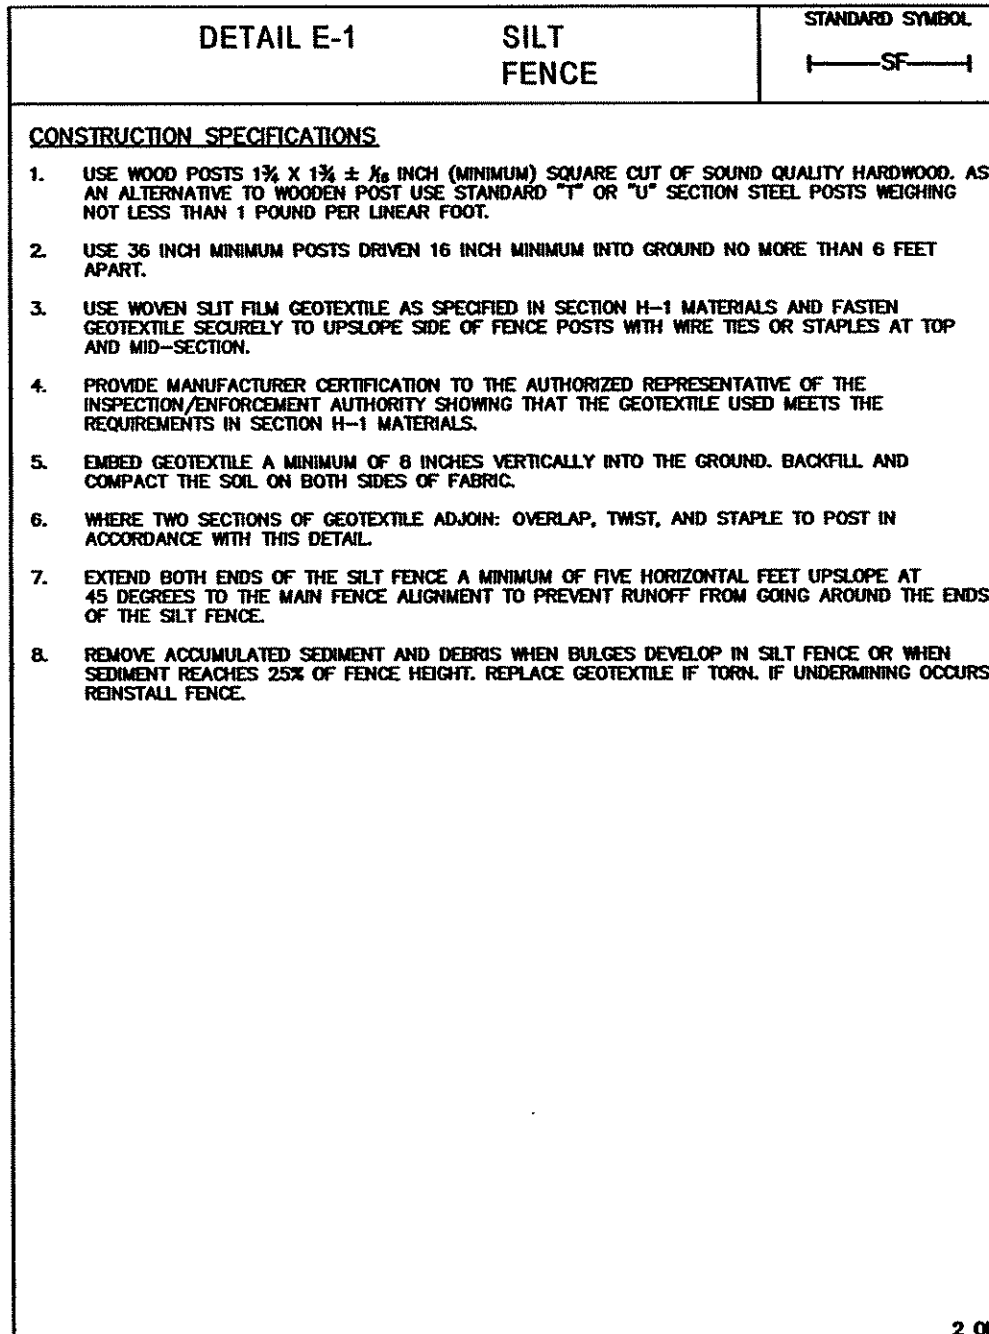 DETAIL E-1 SILT
FENCE
STANDARD SYMBOL
SF
CONSTRUCTION SPECIFICATIONS
1. USE WOOD POSTS 1¾ X 1¾ ± 1/16 INCH (MINIMUM) SQUARE CUT OF SOUND QUALITY HARDWOOD. AS
AN ALTERNATIVE TO WOODEN POST USE STANDARD "T" OR "U" SECTION STEEL POSTS WEIGHING
NOT LESS THAN 1 POUND PER LINEAR FOOT.
2. USE 36 INCH MINIMUM POSTS DRIVEN 16 INCH MINIMUM INTO GROUND NO MORE THAN 6 FEET
APART.
3. USE WOVEN SLIT FILM GEOTEXTILE AS SPECIFIED IN SECTION H-1 MATERIALS AND FASTEN
GEOTEXTILE SECURELY TO UPSLOPE SIDE OF FENCE POSTS WITH WIRE TIES OR STAPLES AT TOP
AND MID-SECTION.
4. PROVIDE MANUFACTURER CERTIFICATION TO THE AUTHORIZED REPRESENTATIVE OF THE
INSPECTION/ENFORCEMENT AUTHORITY SHOWING THAT THE GEOTEXTILE USED MEETS THE
REQUIREMENTS IN SECTION H-1 MATERIALS.
5. EMBED GEOTEXTILE A MINIMUM OF 8 INCHES VERTICALLY INTO THE GROUND. BACKFILL AND
COMPACT THE SOIL ON BOTH SIDES OF FABRIC.
6. WHERE TWO SECTIONS OF GEOTEXTILE ADJOIN: OVERLAP, TWIST, AND STAPLE TO POST IN
ACCORDANCE WITH THIS DETAIL.
7. EXTEND BOTH ENDS OF THE SILT FENCE A MINIMUM OF FIVE HORIZONTAL FEET UPSLOPE AT
45 DEGREES TO THE MAIN FENCE ALIGNMENT TO PREVENT RUNOFF FROM GOING AROUND THE ENDS
OF THE SILT FENCE.
8. REMOVE ACCUMULATED SEDIMENT AND DEBRIS WHEN BULGES DEVELOP IN SILT FENCE OR WHEN
SEDIMENT REACHES 25% OF FENCE HEIGHT. REPLACE GEOTEXTILE IF TORN. IF UNDERMINING OCCURS
REINSTALL FENCE.
2